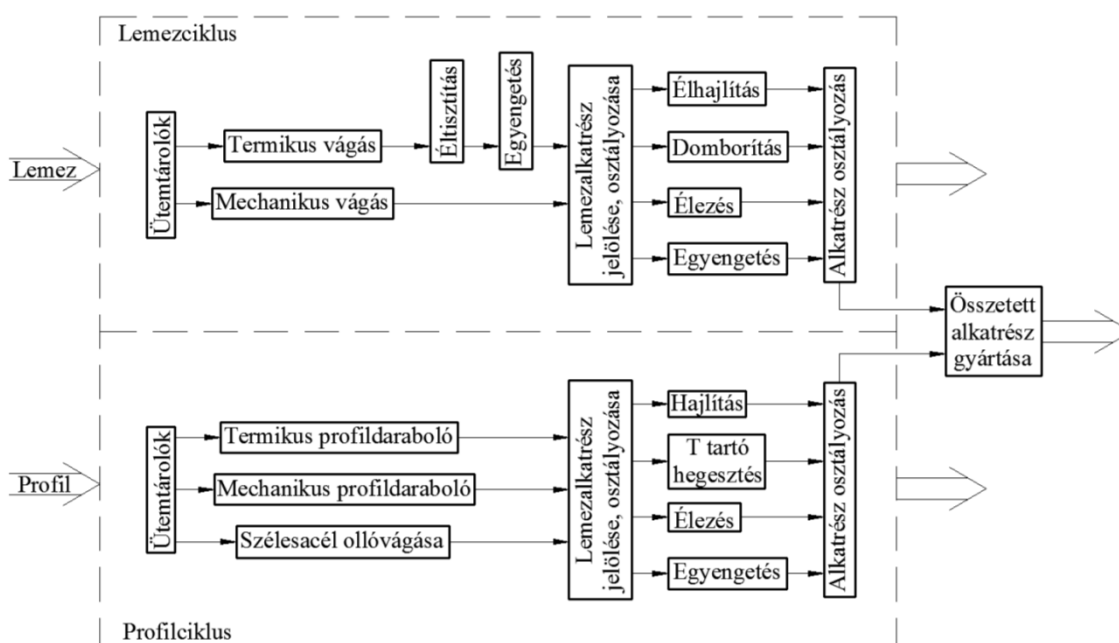 Lemezciklus
Lemez
Ütemtárolók
Termikus vágás
Mechanikus vágás
Éltisztítás
Egyengetés
Lemezalkatrész
jelölése, osztályozása
Élhajlítás
Domborítás
Élezés
Egyengetés
Alkatrész osztályozás
Összetett
alkatrész
gyártása
Profil
Ütemtárolók
Termikus profildaraboló
Mechanikus profildaraboló
Szélesacél ollóvágása
Lemezalkatrész
jelölése, osztályozása
Hajlítás
T tartó
hegesztés
Élezés
Egyengetés
Alkatrész osztályozás
Profilciklus